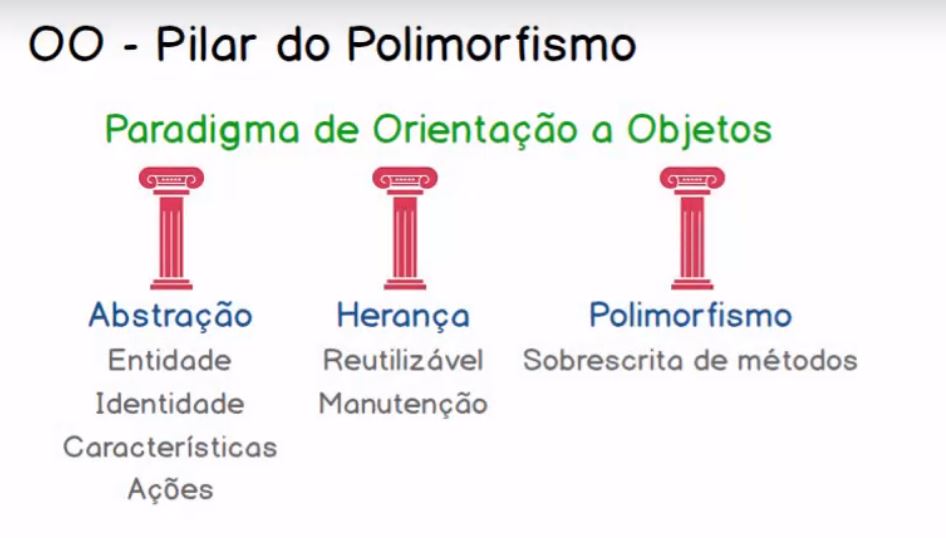 OO - Pilar do Polimorfismo
Paradigma de Orientação a Objetos
Abstração
Entidade
Identidade
Características
Ações
Herança
Reutilizável
Manutenção
Polimorfismo
Sobrescrita de métodos